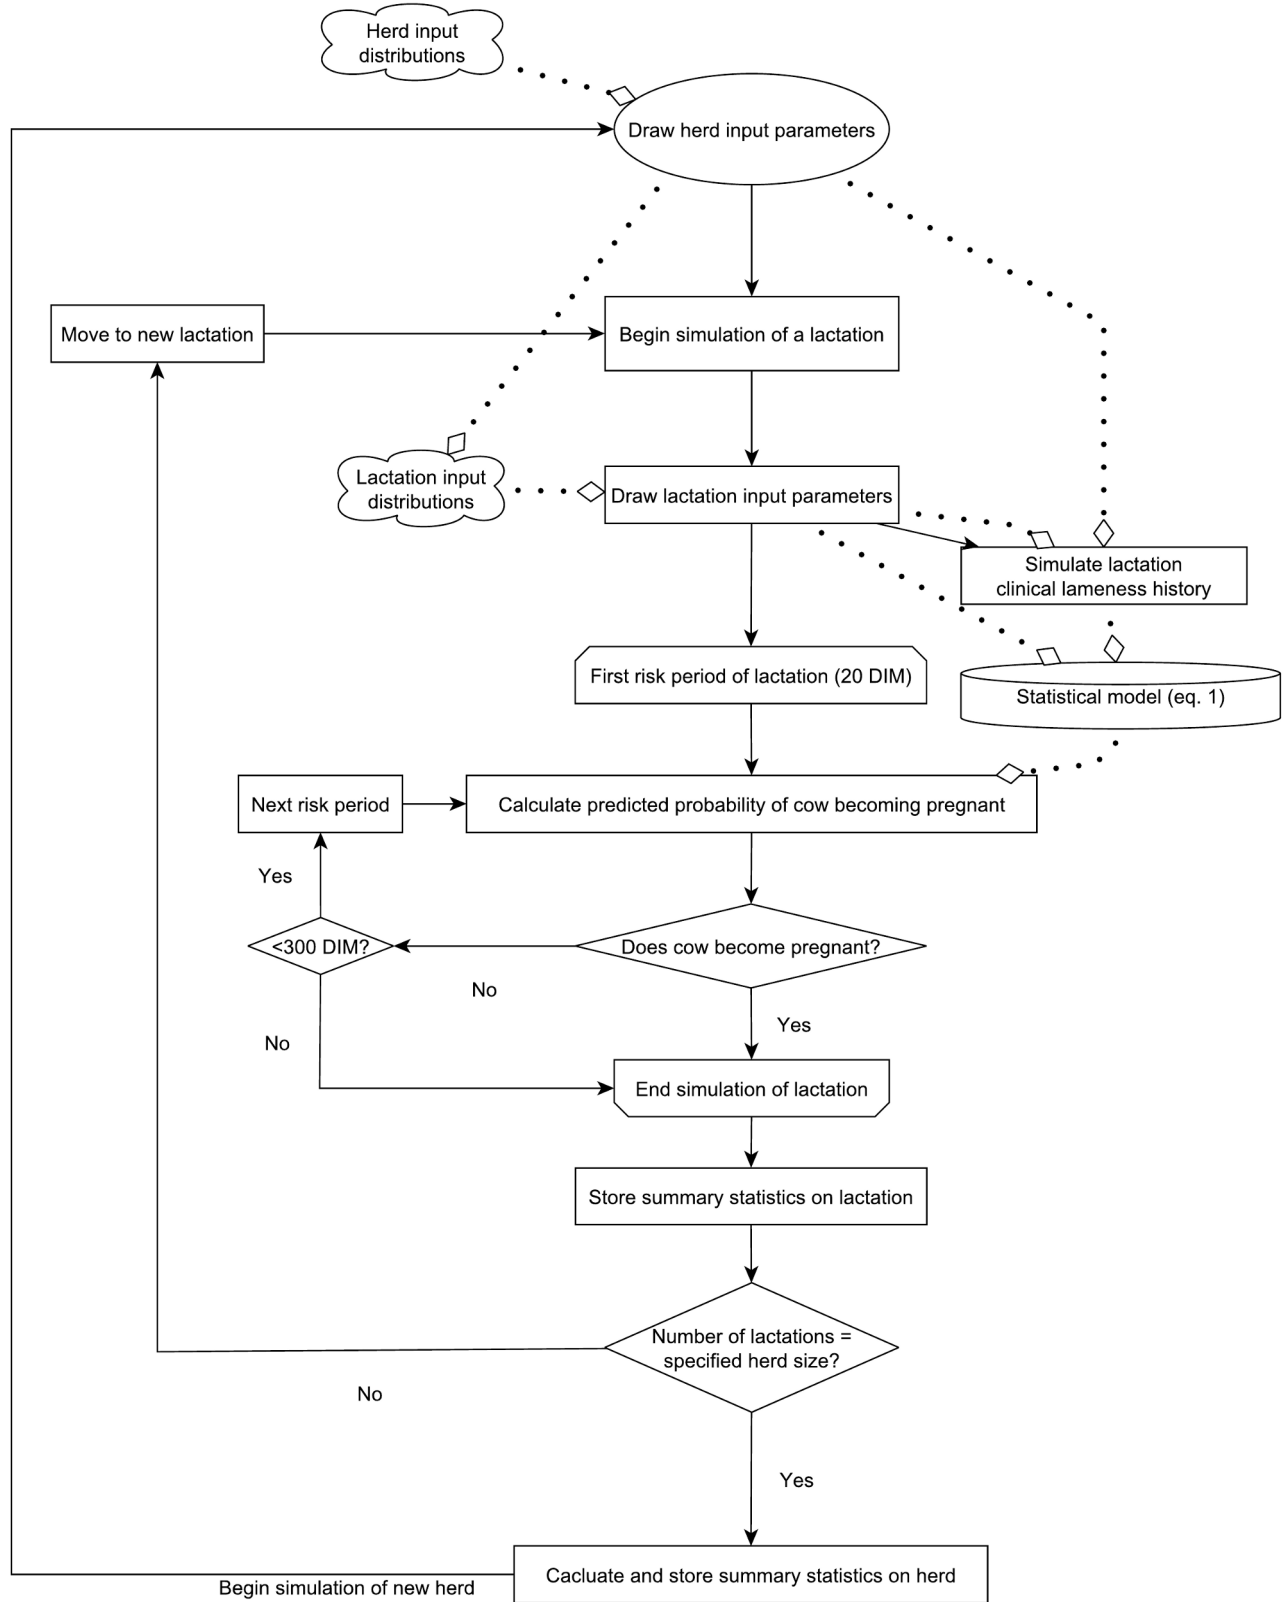 Herd input
distributions
Draw herd input parameters
Move to new lactation
Begin simulation of a lactation
Lactation input
distributions
Draw lactation input parameters
Simulate lactation
clinical lameness history
First risk period of lactation (20 DIM)
Statistical model (eq. 1)
Next risk period
Calculate predicted probability of cow becoming pregnant
Yes
<300 DIM?
Does cow become pregnant?
No
Yes
No
End simulation of lactation
Store summary statistics on lactation
Number of lactations =
specified herd size?
No
Yes
Cacluate and store summary statistics on herd
Begin simulation of new herd